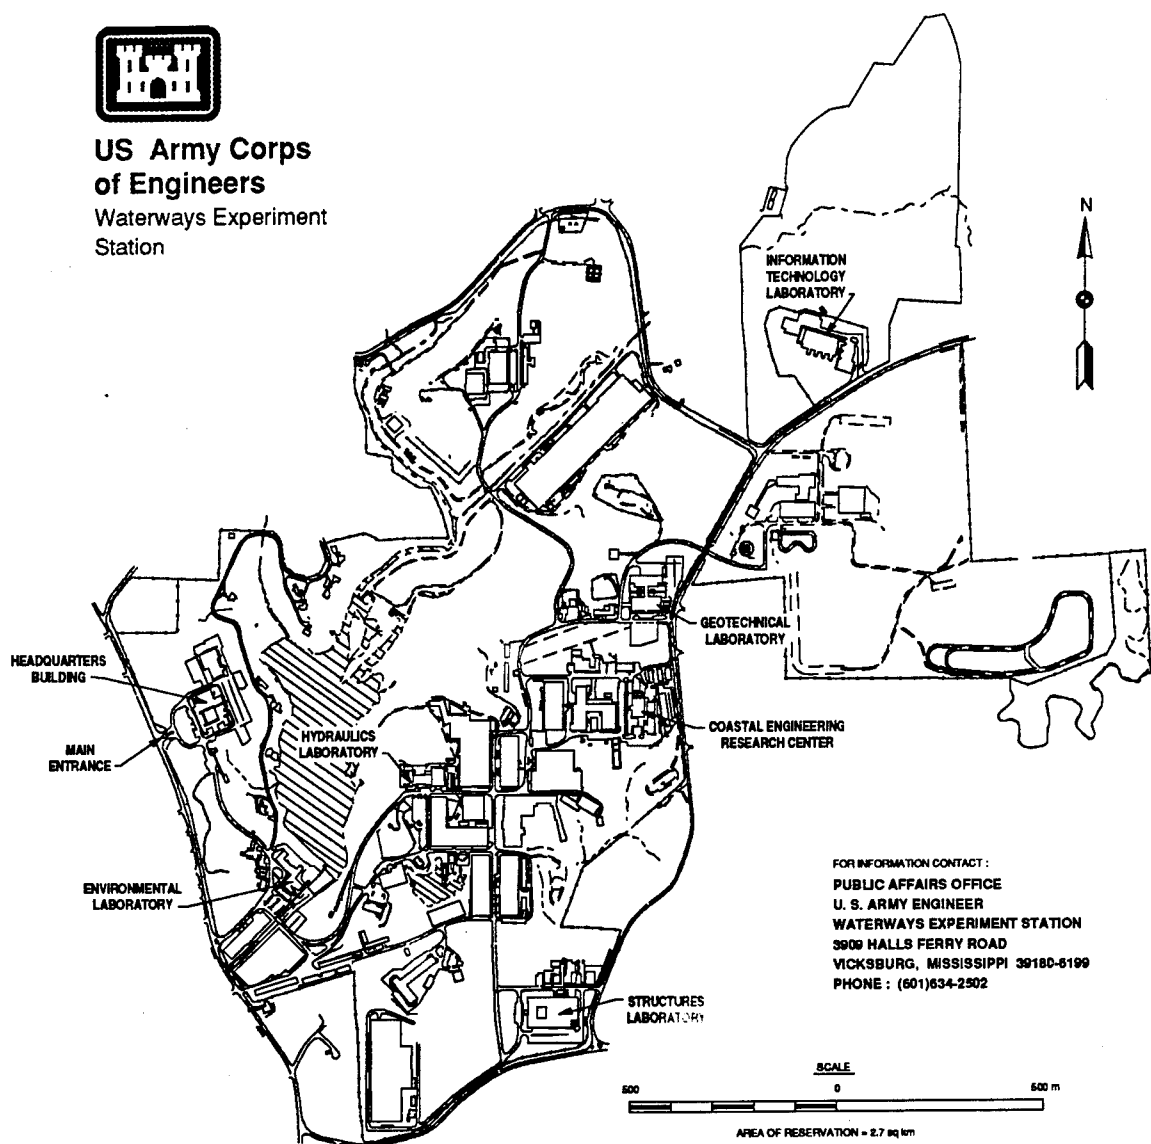 US Army Corps
of Engineers
Waterways Experiment
Station
N
INFORMATION
TECHNOLOGY
LABORATORY
GEOTECHNICAL
LABORATORY
HEADQUARTERS
BUILDING
MAIN
ENTRANCE
HYDRAULICS
LABORATORY
COASTAL ENGINEERING
RESEARCH CENTER
ENVIRONMENTAL
LABORATORY
STRUCTURES
LABORATORY
FOR INFORMATION CONTACT :
PUBLIC AFFAIRS OFFICE
U. S. ARMY ENGINEER
WATERWAYS EXPERIMENT STATION
3909 HALLS FERRY ROAD
VICKSBURG, MISSISSIPPI 39180-6199
PHONE : (601)634-2502
SCALE
500 0 500 m
AREA OF RESERVATION = 2.7 sq km